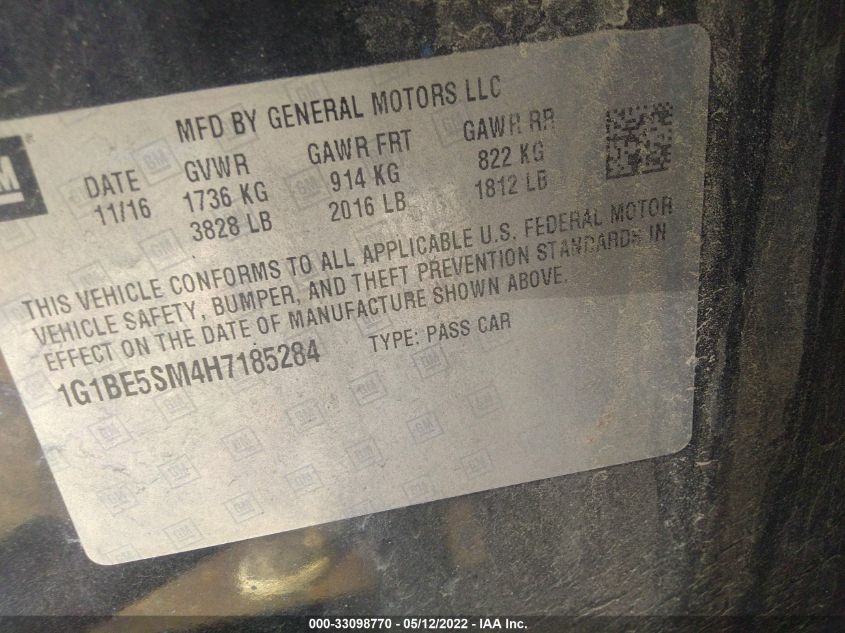 MFD BY GENERAL MOTORS LLC
DATE GVWR GAWR FRT GAWR RR
11/16 1736 KG 914 KG 822 KG
3828 LB 2016 LB 1812 LB
THIS VEHICLE CONFORMS TO ALL APPLICABLE U.S. FEDERAL MOTOR
VEHICLE SAFETY, BUMPER, AND THEFT PREVENTION STANDARDS IN
EFFECT ON THE DATE OF MANUFACTURE SHOWN ABOVE.
1G1BE5SM4H7185284 TYPE: PASS CAR
000-33098770 - 05/12/2022 - IAA Inc.